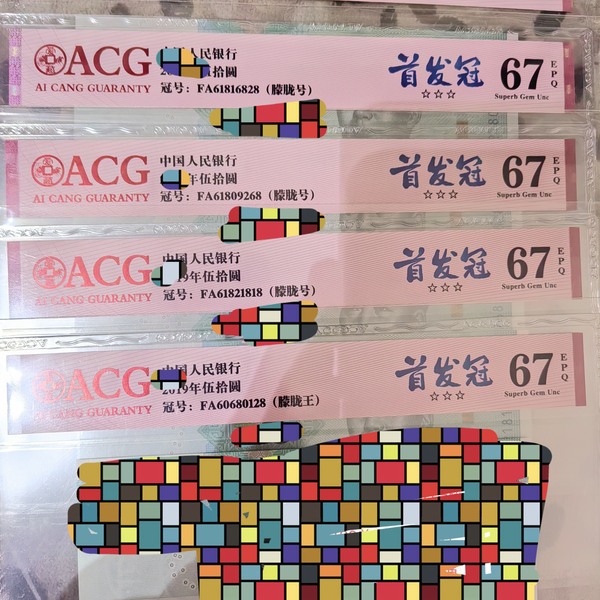 ACG
AI CANG GUARANTY
人民银行
拾圆
冠号：FA61816828（朦胧号）
首发冠
☆☆☆
67
EPQ
Superb Gem Unc
ACG
AI CANG GUARANTY
中国人民银行
年伍拾圆
冠号：FA61809268（朦胧号）
首发冠
☆☆☆
67
EPQ
Superb Gem Unc
ACG
AI CANG GUARANTY
中国人民银行
年伍拾圆
冠号：FA61821818（朦胧号）
首发冠
☆☆☆
67
EPQ
Superb Gem Unc
ACG
AI CANG GUARANTY
国人民银行
2019年伍拾圆
冠号：FA60680128（朦胧王）
首发冠
☆☆☆
67
EPQ
Superb Gem Unc